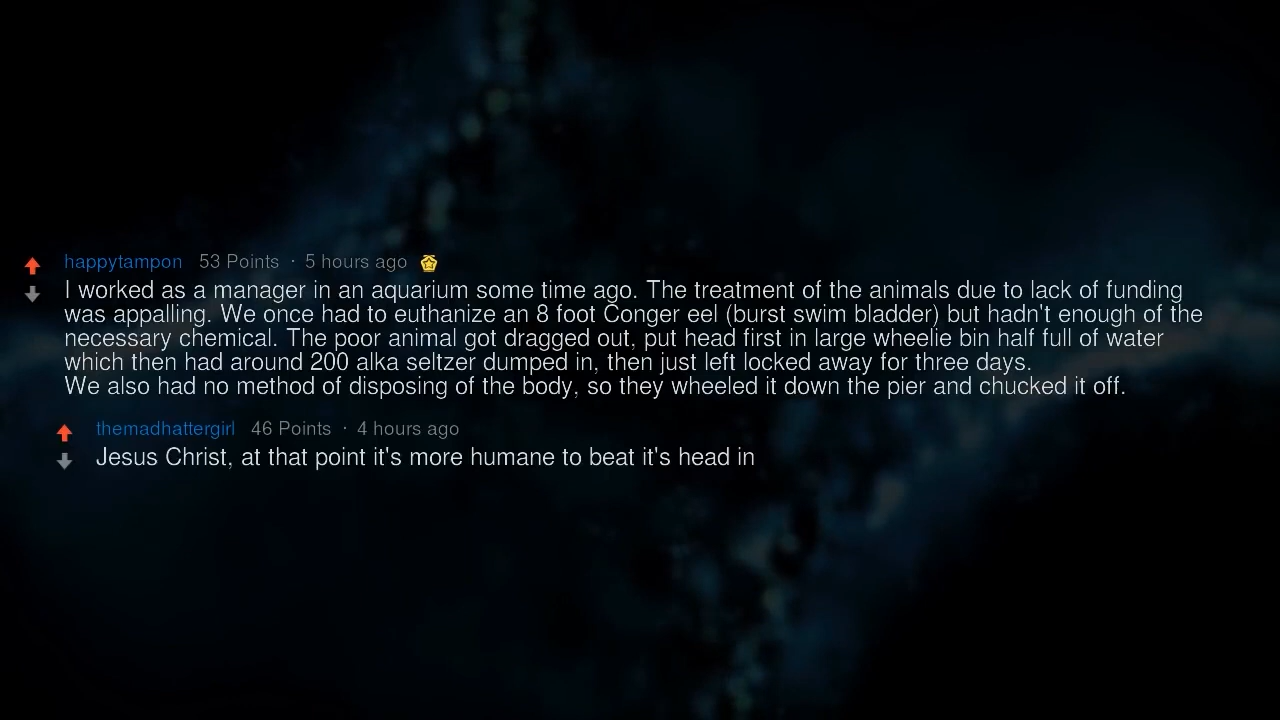 happytampon 53 Points · 5 hours ago
I worked as a manager in an aquarium some time ago. The treatment of the animals due to lack of funding
was appalling. We once had to euthanize an 8 foot Conger eel (burst swim bladder) but hadn't enough of the
necessary chemical. The poor animal got dragged out, put head first in large wheelie bin half full of water
which then had around 200 alka seltzer dumped in, then just left locked away for three days.
We also had no method of disposing of the body, so they wheeled it down the pier and chucked it off.
themadhattergirl 46 Points · 4 hours ago
Jesus Christ, at that point it's more humane to beat it's head in